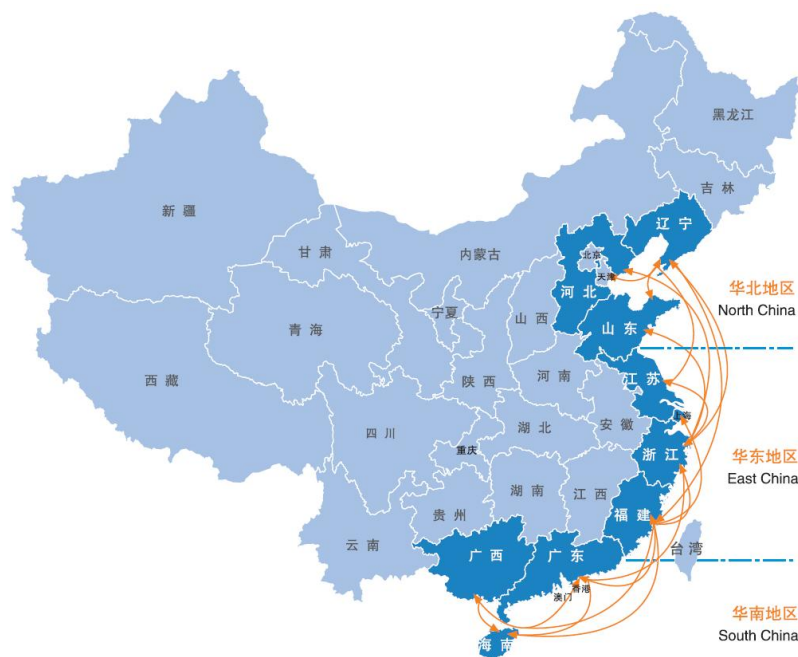 黑龙江
吉林
辽宁
新疆
甘肃
内蒙古
北京
天津
河北
华北地区
North China
宁夏
山西
山东
青海
西藏
陕西
河南
江苏
上海
安徽
四川
重庆
湖北
浙江
华东地区
East China
湖南
江西
贵州
福建
云南
广西
广东
台湾
香港
澳门
华南地区
South China
海南